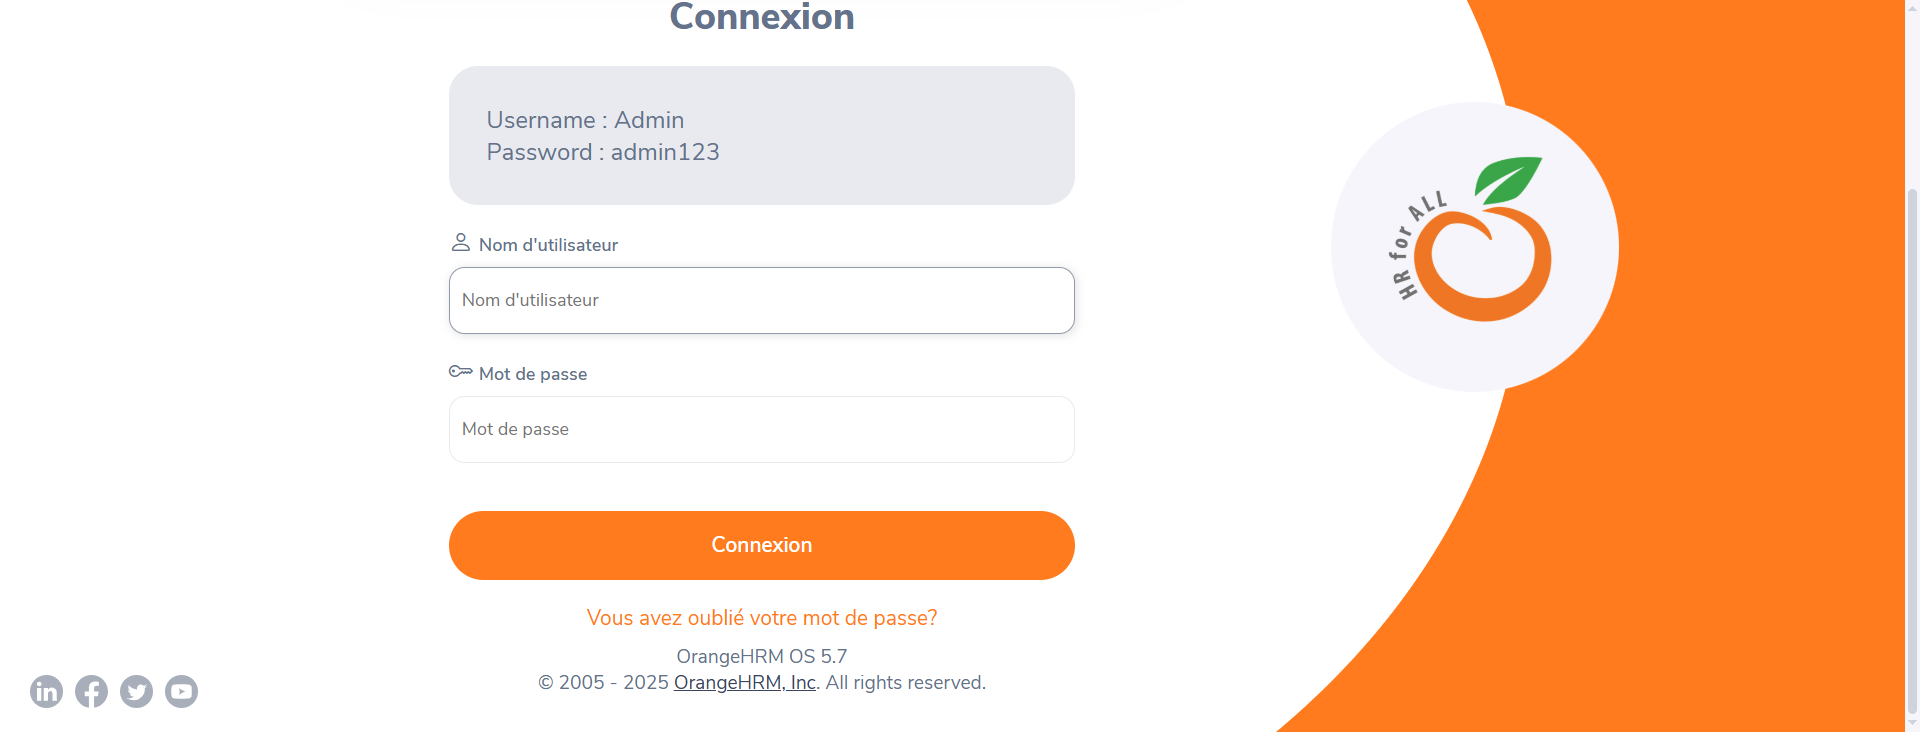 Connexion
Username : Admin
Password : admin123
Nom d'utilisateur
Nom d'utilisateur
Mot de passe
Mot de passe
Connexion
Vous avez oublié votre mot de passe?
OrangeHRM OS 5.7
© 2005 - 2025 OrangeHRM, Inc. All rights reserved.
HR for ALL